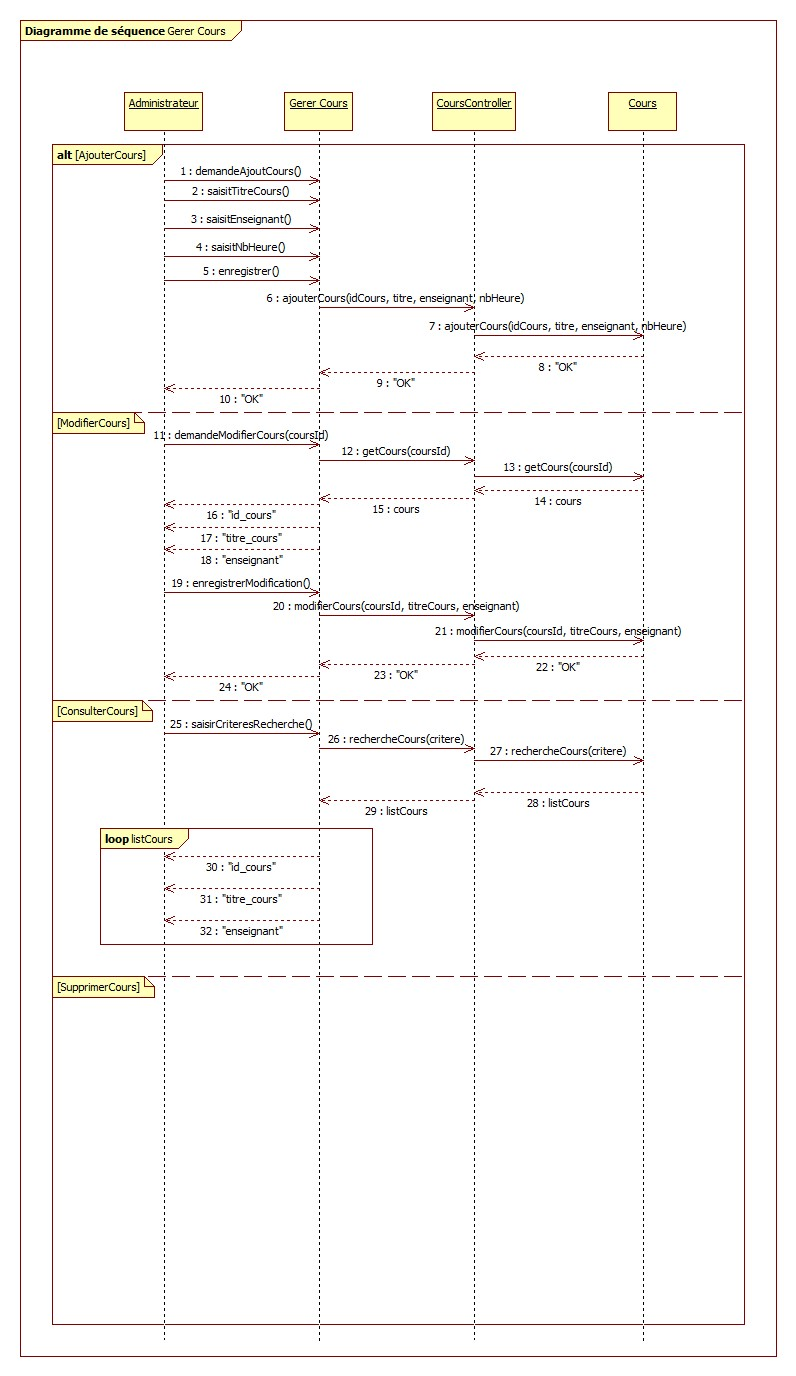 Diagramme de séquence Gerer Cours
Administrateur
Gerer Cours
CoursController
Cours
alt [AjouterCours]
1 : demandeAjoutCours()
2 : saisitTitreCours()
3 : saisitEnseignant()
4 : saisitNbHeure()
5 : enregistrer()
6 : ajouterCours(idCours, titre, enseignant, nbHeure)
7 : ajouterCours(idCours, titre, enseignant, nbHeure)
8 : "OK"
9 : "OK"
10 : "OK"
[ModifierCours]
11 : demandeModifierCours(coursId)
12 : getCours(coursId)
13 : getCours(coursId)
14 : cours
15 : cours
16 : "id_cours"
17 : "titre_cours"
18 : "enseignant"
19 : enregistrerModification()
20 : modifierCours(coursId, titreCours, enseignant)
21 : modifierCours(coursId, titreCours, enseignant)
22 : "OK"
23 : "OK"
24 : "OK"
[ConsulterCours]
25 : saisirCriteresRecherche()
26 : rechercheCours(critere)
27 : rechercheCours(critere)
28 : listCours
29 : listCours
loop listCours
30 : "id_cours"
31 : "titre_cours"
32 : "enseignant"
[SupprimerCours]